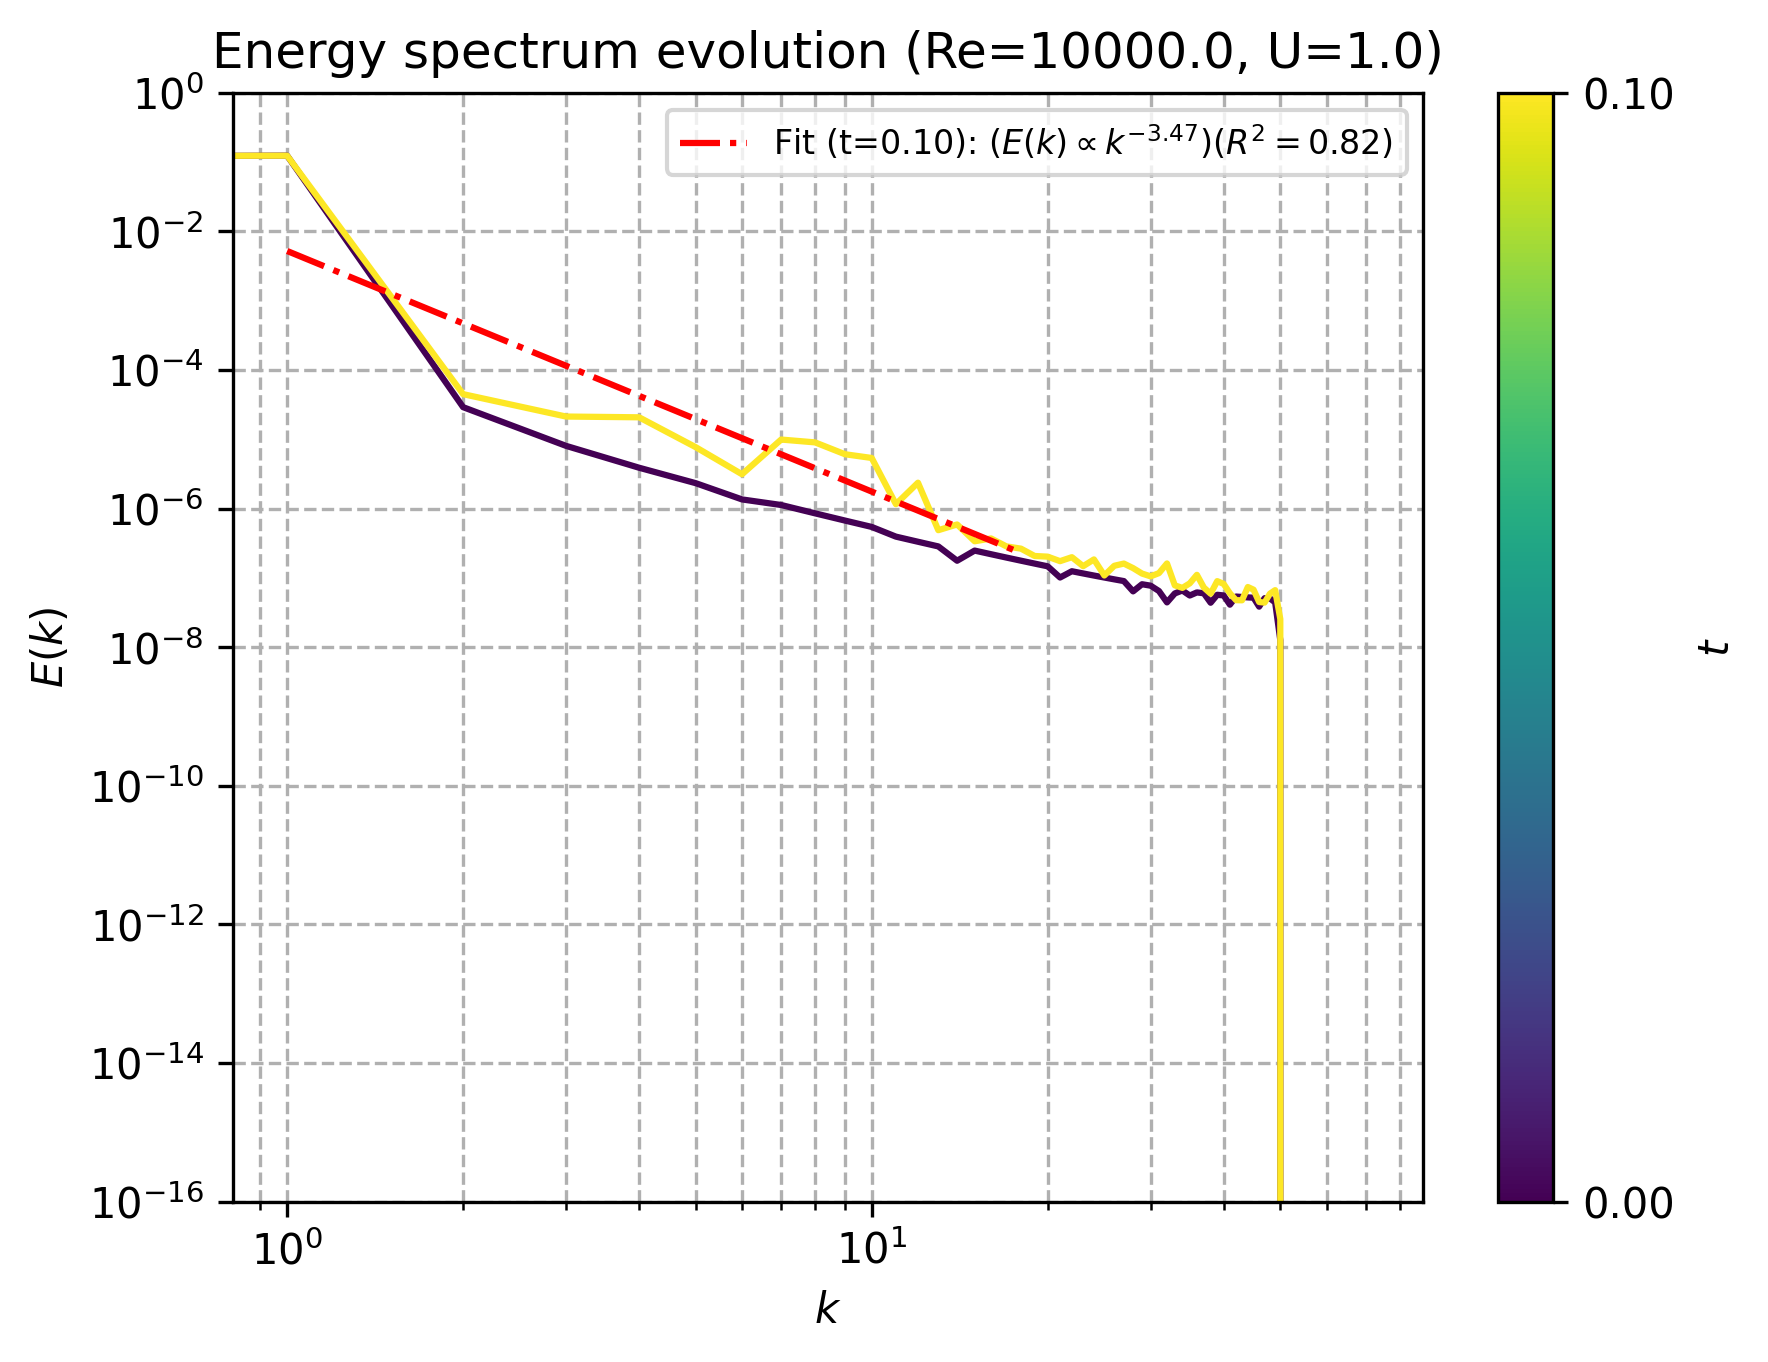 Energy spectrum evolution (Re=10000.0, U=1.0)
Fit (t=0.10): (E(k) ∝ k^{-3.47})(R^2 = 0.82)
10^0
10^{-2}
10^{-4}
10^{-6}
10^{-8}
10^{-10}
10^{-12}
10^{-14}
10^{-16}
E(k)
10^0
10^1
k
0.10
0.00
t